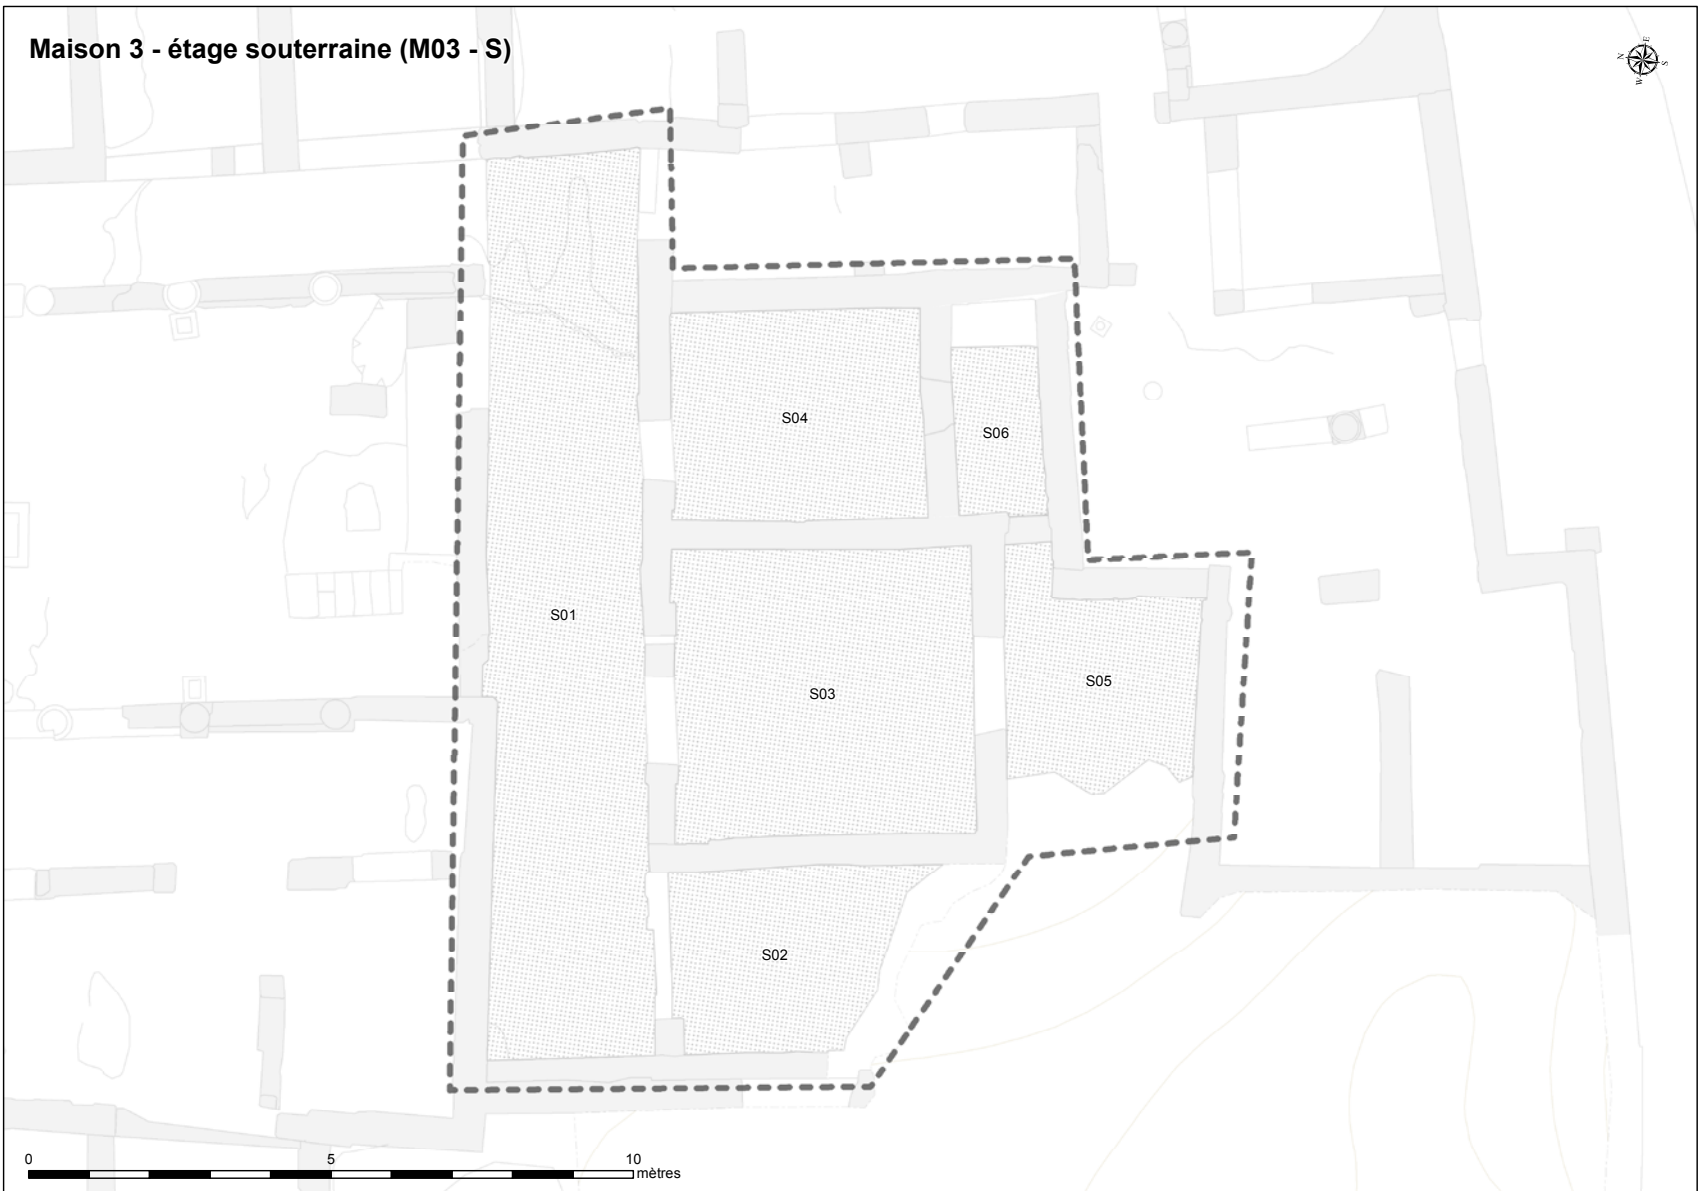 Maison 3 - étage souterraine (M03 - S)
N
E
S
W
S04
S06
S01
S05
S03
S02
0 5 10
mètres